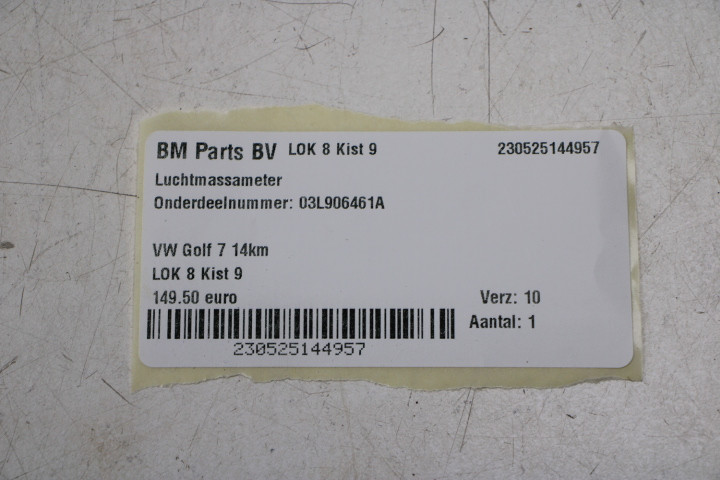 BM Parts BV LOK 8 Kist 9 230525144957
Luchtmassameter
Onderdeelnummer: 03L906461A
VW Golf 7 14km
LOK 8 Kist 9
149.50 euro Verz: 10
Aantal: 1
230525144957